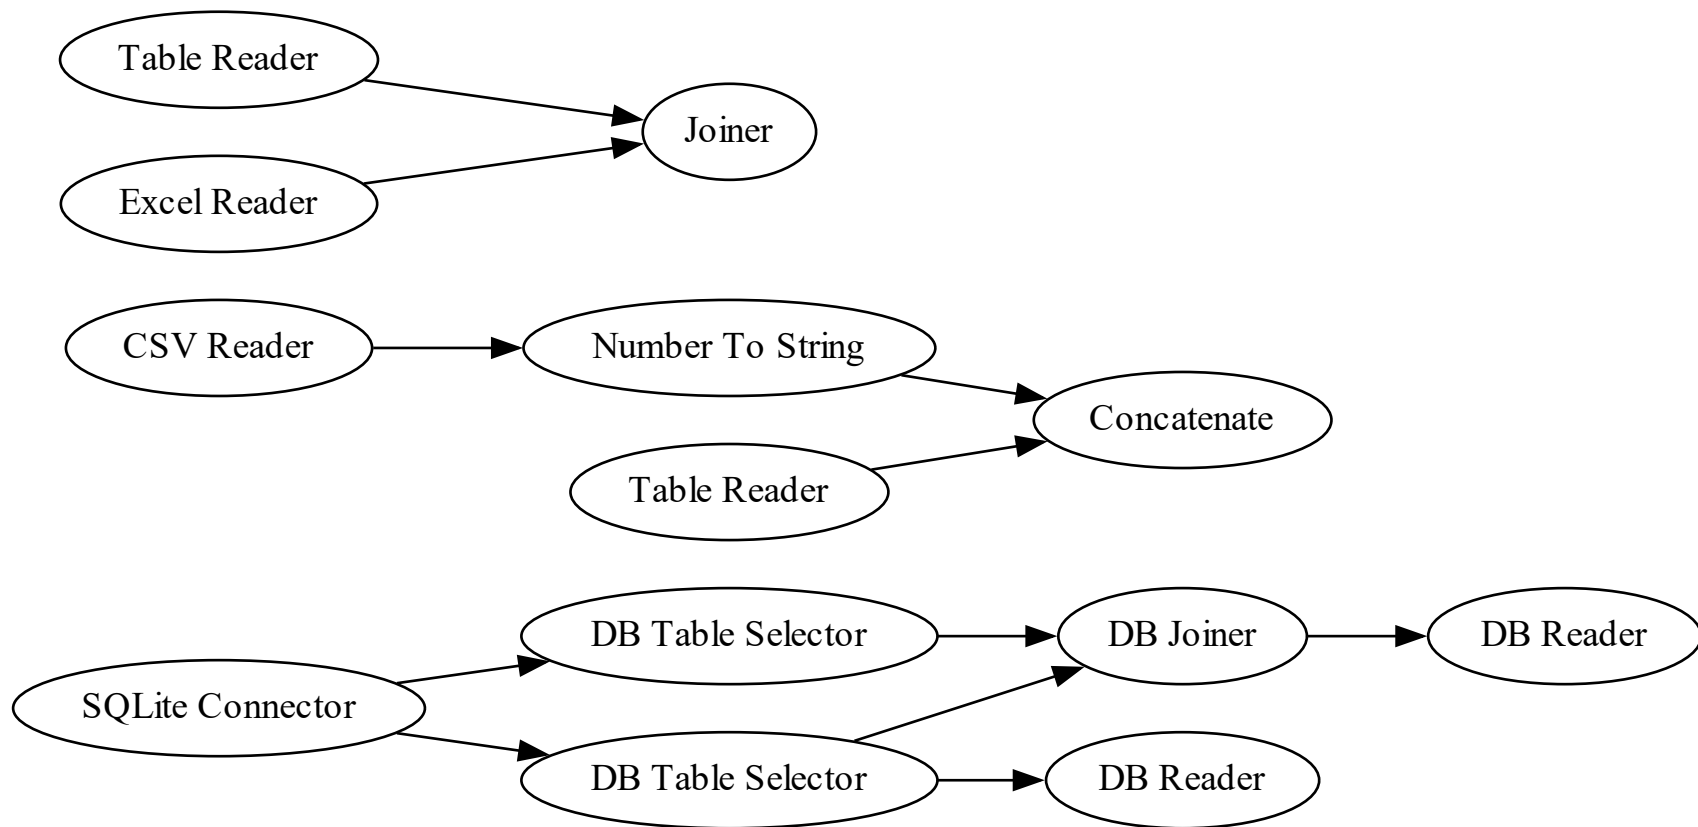 Table Reader
Joiner
Excel Reader
CSV Reader
Number To String
Concatenate
Table Reader
DB Table Selector
DB Joiner
DB Reader
SQLite Connector
DB Table Selector
DB Reader